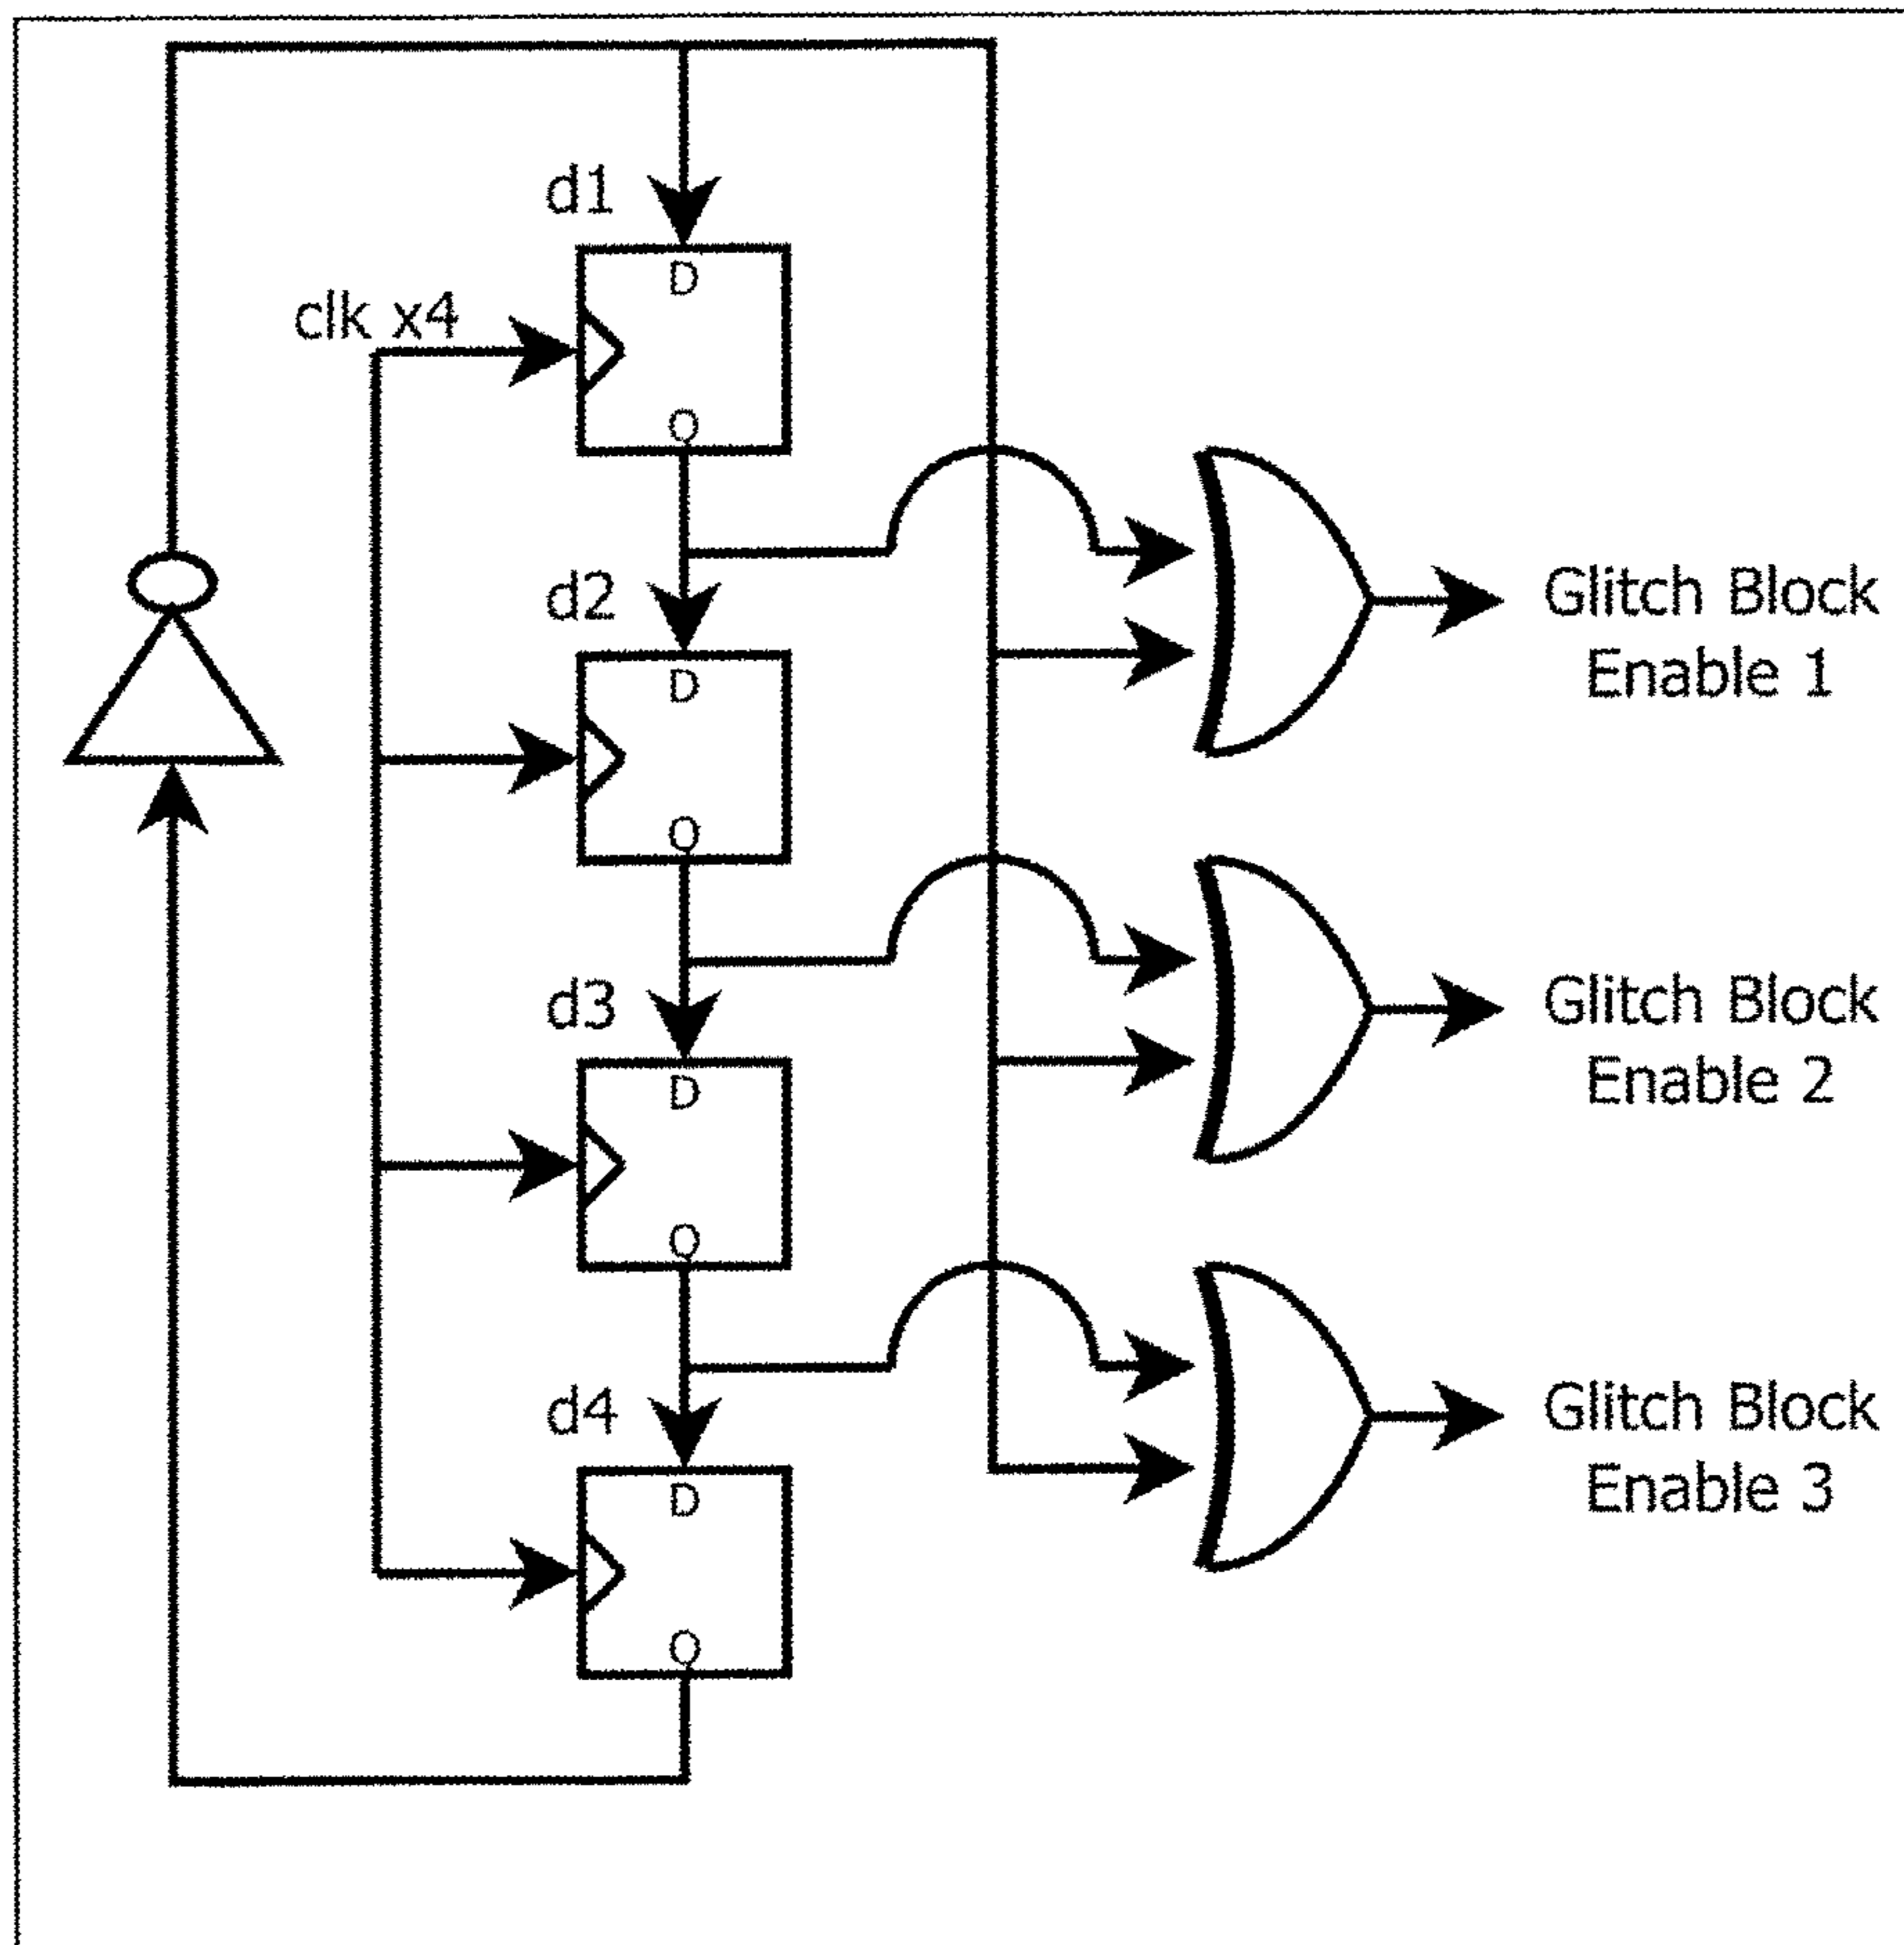 d1
D
clk x4
Q
d2
Glitch Block
Enable 1
D
Q
d3
Glitch Block
Enable 2
D
Q
d4
Glitch Block
Enable 3
D
Q